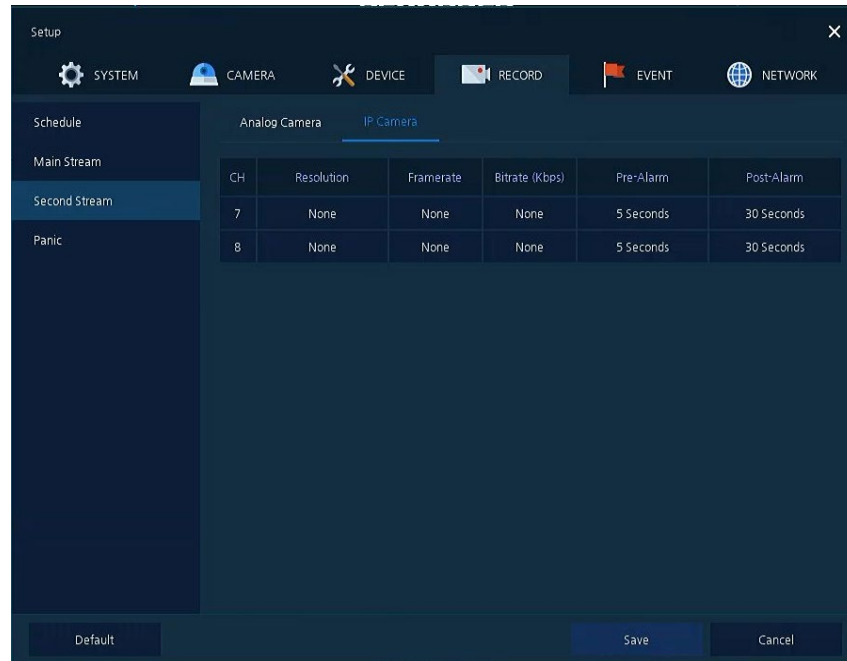 Setup
SYSTEM CAMERA DEVICE RECORD EVENT NETWORK
Schedule
Main Stream
Second Stream
Panic
Analog Camera IP Camera
CH Resolution Framerate Bitrate (Kbps) Pre-Alarm Post-Alarm
7 None None None 5 Seconds 30 Seconds
8 None None None 5 Seconds 30 Seconds
Default Save Cancel